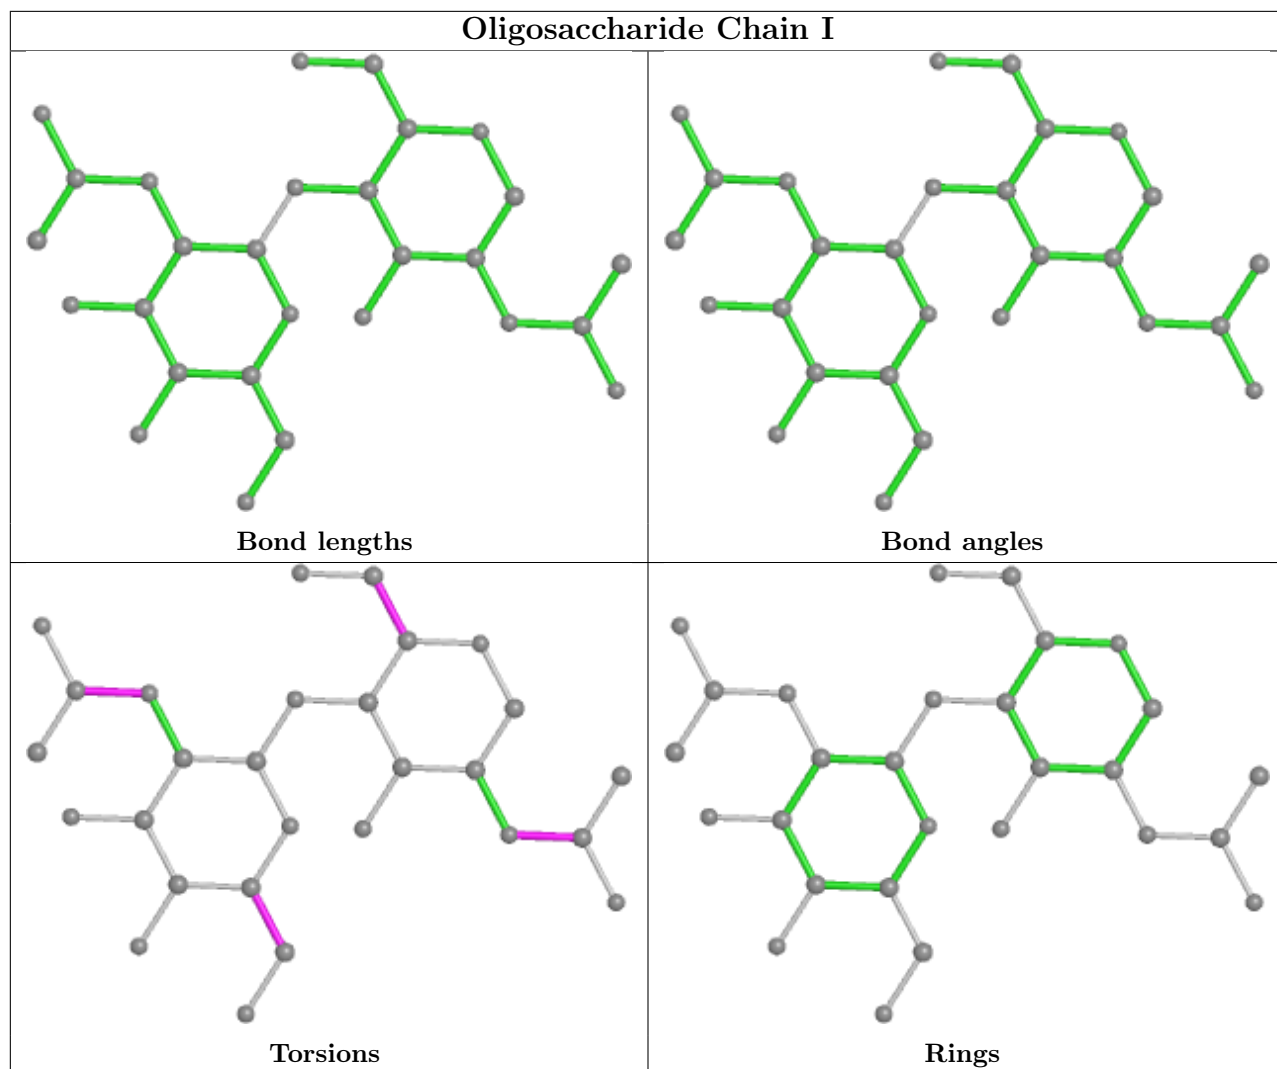 Oligosaccharide Chain I
Bond lengths
Bond angles
Torsions
Rings